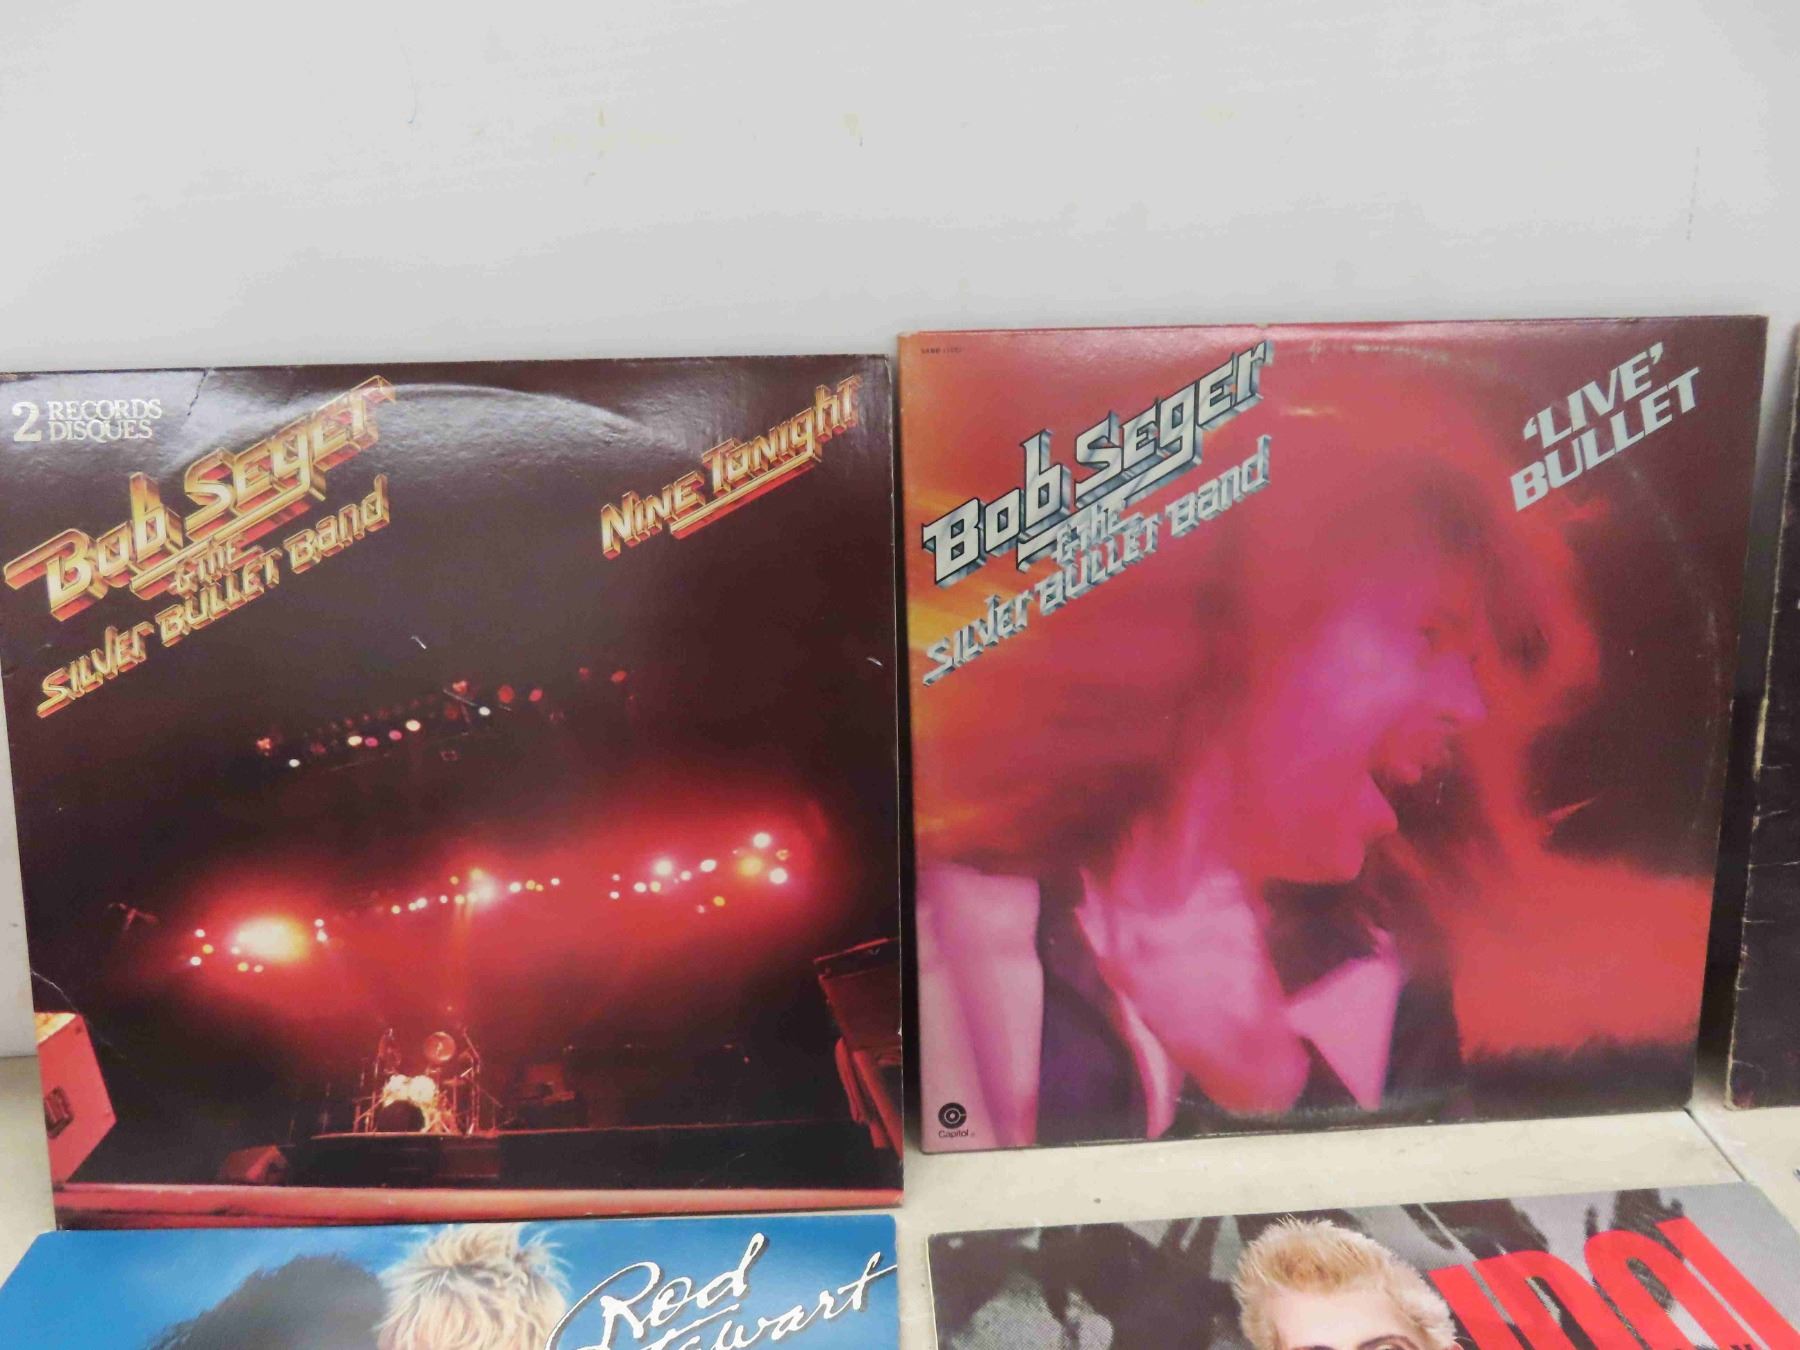 2 RECORDS
DISQUES
Bob Seger
& THE
SILVER BULLET BAND
NINE TONIGHT
Bob Seger
& THE
SILVER BULLET BAND
'LIVE'
BULLET
Capitol
Rod
Stewart
IDOL